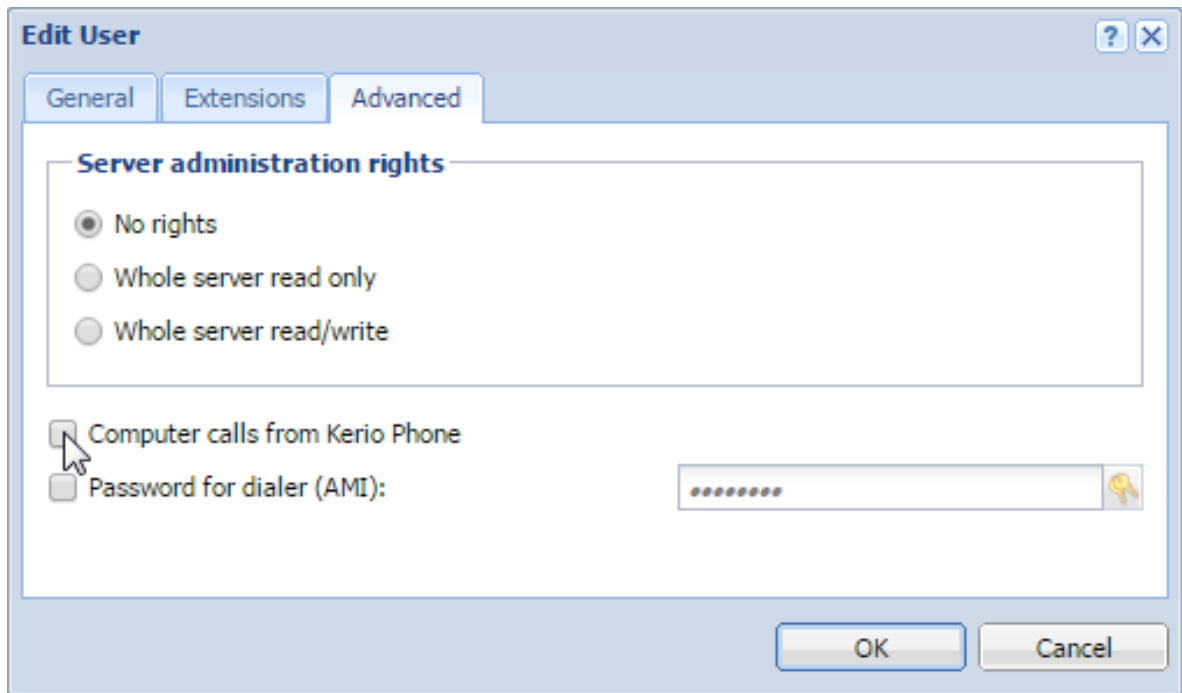 Edit User
General Extensions Advanced
Server administration rights
No rights
Whole server read only
Whole server read/write
Computer calls from Kerio Phone
Password for dialer (AMI):
OK Cancel